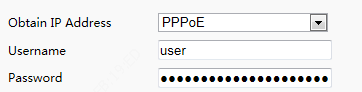 Obtain IP Address PPPoE
Username user
Password ●●●●●●●●●●●●●●●●●●●●●